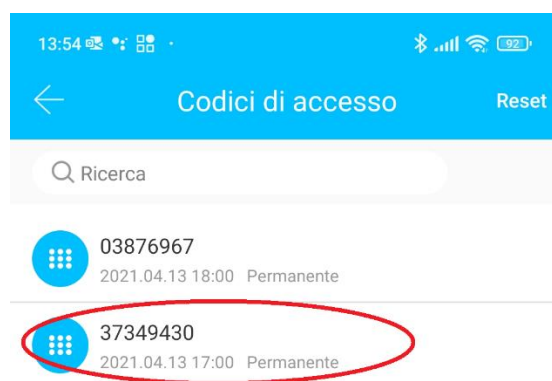 13:54
92
Codici di accesso
Reset
Ricerca
03876967
2021.04.13 18:00 Permanente
37349430
2021.04.13 17:00 Permanente